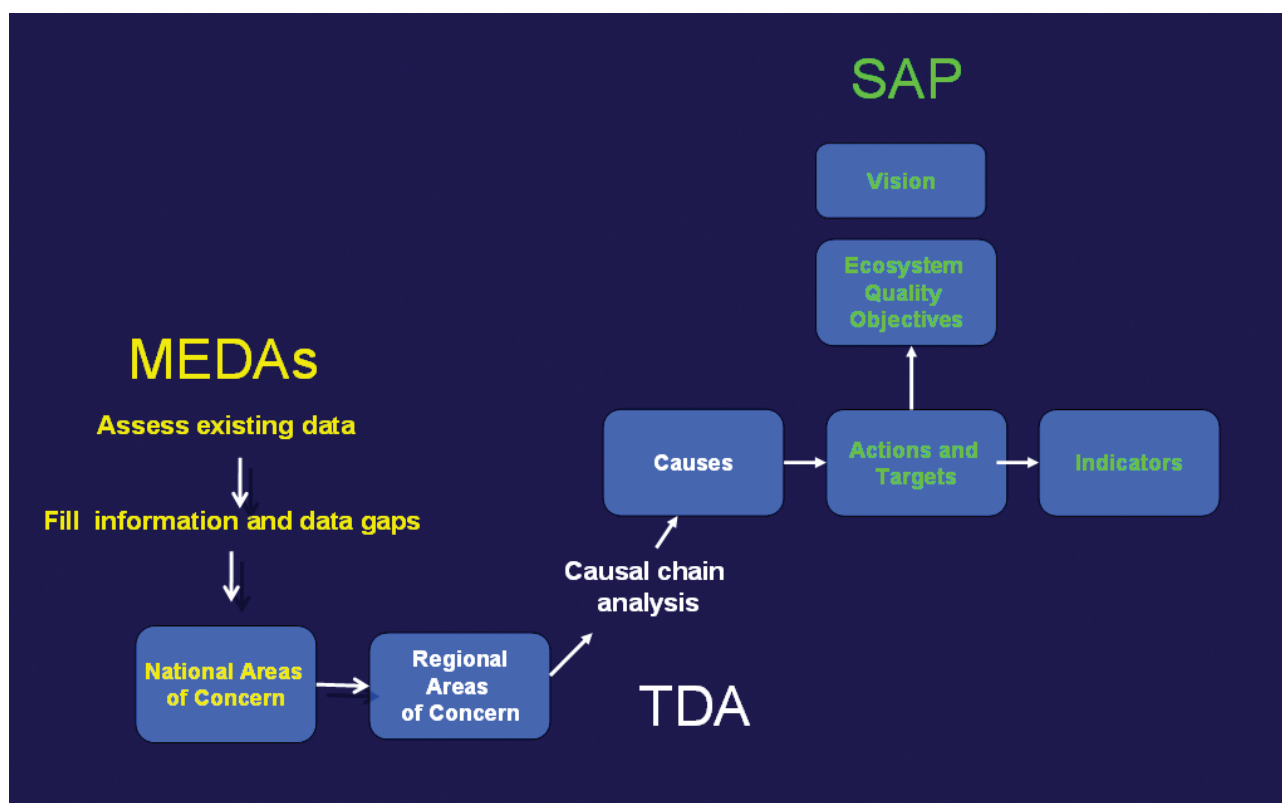 SAP
Vision
Ecosystem
Quality
Objectives
MEDAs
Assess existing data
Fill information and data gaps
National Areas
of Concern
Regional
Areas
of Concern
Causal chain
analysis
TDA
Causes
Actions and
Targets
Indicators